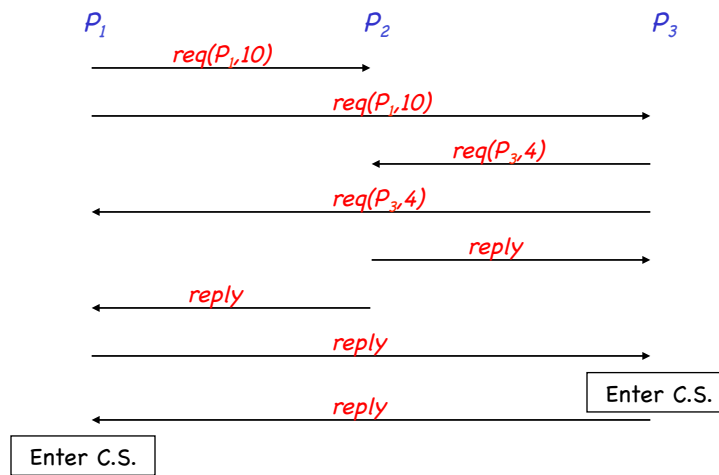 P₁ P₂ P₃
req(P₁,10)
req(P₁,10)
req(P₃,4)
req(P₃,4)
reply
reply
reply
Enter C.S.
reply
Enter C.S.